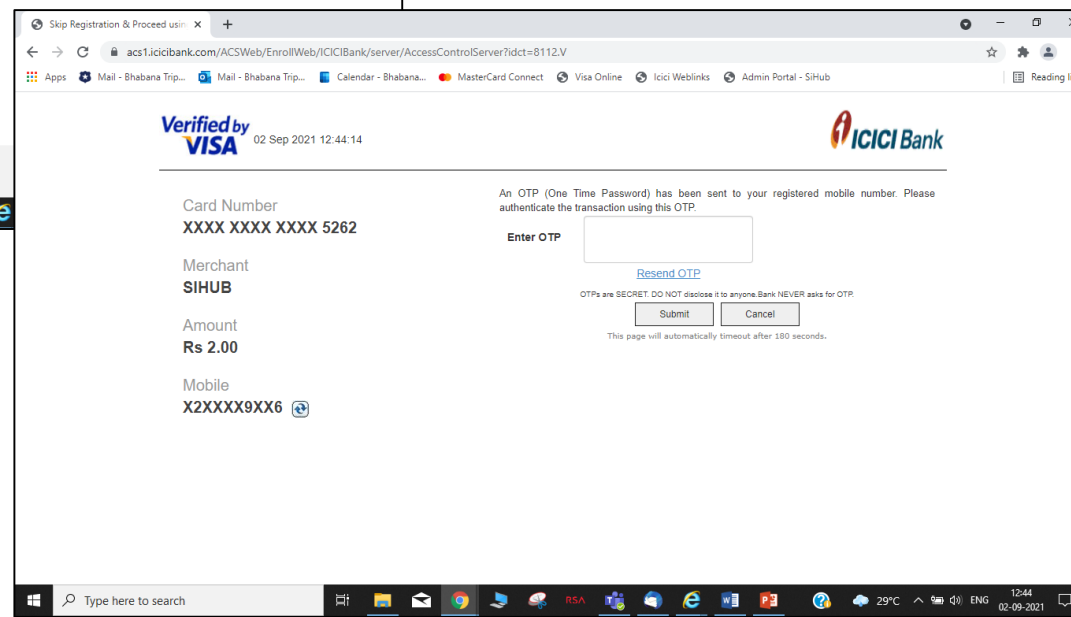 Skip Registration & Proceed usin
acs1.icicibank.com/ACSWeb/EnrollWeb/ICICIBank/server/AccessControlServer?idct=8112.V
Apps Mail - Bhabana Trip... Mail - Bhabana Trip... Calendar - Bhabana... MasterCard Connect Visa Online Icici Weblinks Admin Portal - SiHub Reading li
Verified by
VISA 02 Sep 2021 12:44:14
ICICI Bank
Card Number
XXXX XXXX XXXX 5262
Merchant
SIHUB
Amount
Rs 2.00
Mobile
X2XXXX9XX6
An OTP (One Time Password) has been sent to your registered mobile number. Please
authenticate the transaction using this OTP.
Enter OTP
Resend OTP
OTPs are SECRET. DO NOT disclose it to anyone.Bank NEVER asks for OTP.
Submit Cancel
This page will automatically timeout after 180 seconds.
Type here to search
RSA
29°C ENG
12:44
02-09-2021